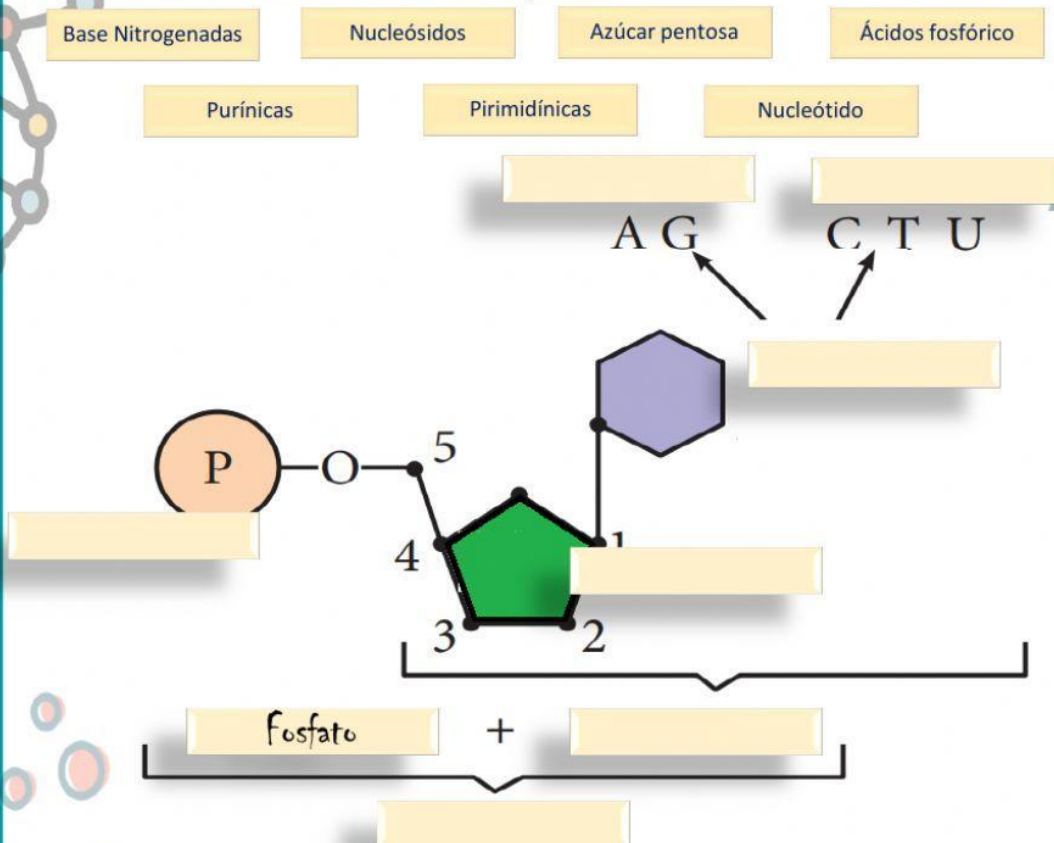 Base Nitrogenadas
Nucleósidos
Azúcar pentosa
Ácidos fosfórico
Purínicas
Pirimidínicas
Nucleótido
A G
C T U
P
O
5
4
1
3
2
Fosfato
+